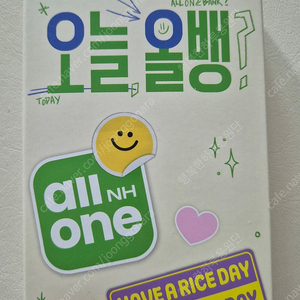 ALL ONE BANK?
오늘, 올뱅?
TODAY
all NH
one
HAVE A RICE DAY